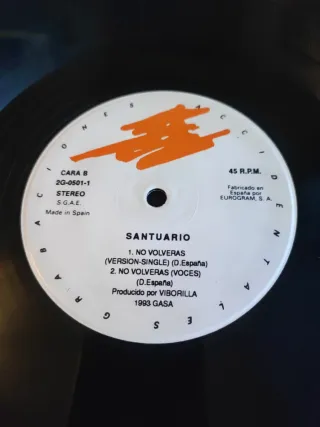 GRABACIONES ACCIDENTALES
CARA B
2G-0501-1
STEREO
S.G.A.E.
Made in Spain
45 R.P.M.
Fabricado en
España por
EUROGRAM, S. A.
SANTUARIO
1. NO VOLVERAS
(VERSION-SINGLE) (D.España)
2. NO VOLVERAS (VOCES)
(D.España)
Producido por VIBORILLA
1993 GASA